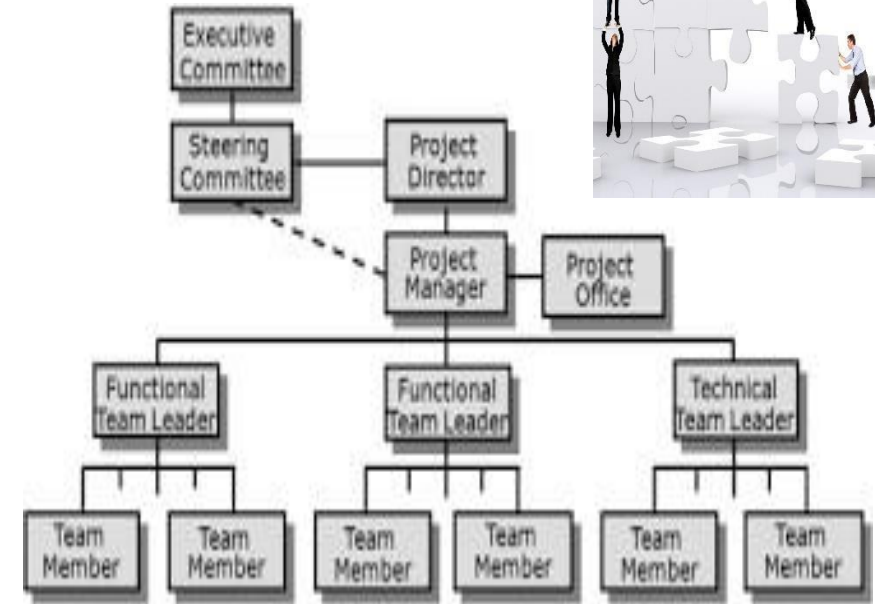 Executive
Committee
Steering
Committee
Project
Director
Project
Manager
Project
Office
Functional
Team Leader
Functional
Team Leader
Technical
Team Leader
Team
Member
Team
Member
Team
Member
Team
Member
Team
Member
Team
Member